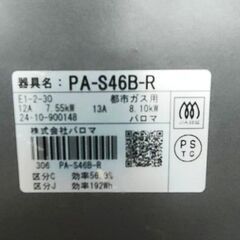 器具名: PA-S46B-R
E1-2-30 都市ガス用
12A 7.55kW 13A 8.10kW
24・10-900148 パロマ
株式会社パロマ
306 PA-S46B-R
区分C 効率56.3%
区分J 効率192Wh
PS
TC